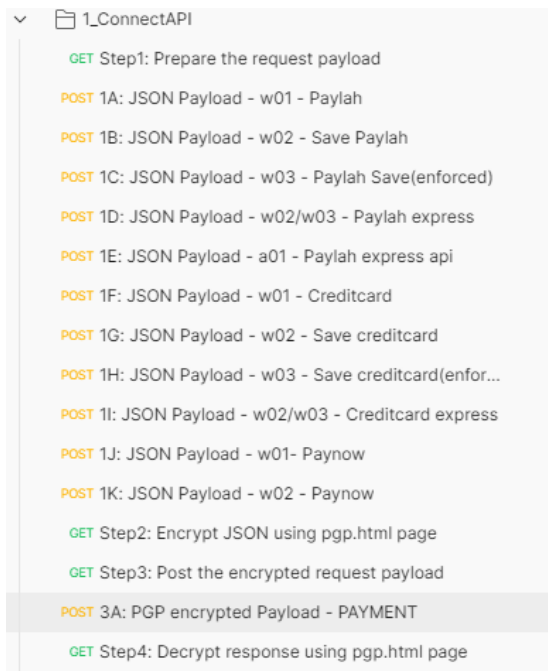 1_ConnectAPI
GET Step1: Prepare the request payload
POST 1A: JSON Payload - w01 - Paylah
POST 1B: JSON Payload - w02 - Save Paylah
POST 1C: JSON Payload - w03 - Paylah Save(enforced)
POST 1D: JSON Payload - w02/w03 - Paylah express
POST 1E: JSON Payload - a01 - Paylah express api
POST 1F: JSON Payload - w01 - Creditcard
POST 1G: JSON Payload - w02 - Save creditcard
POST 1H: JSON Payload - w03 - Save creditcard(enfor...
POST 1I: JSON Payload - w02/w03 - Creditcard express
POST 1J: JSON Payload - w01- Paynow
POST 1K: JSON Payload - w02 - Paynow
GET Step2: Encrypt JSON using pgp.html page
GET Step3: Post the encrypted request payload
POST 3A: PGP encrypted Payload - PAYMENT
GET Step4: Decrypt response using pgp.html page